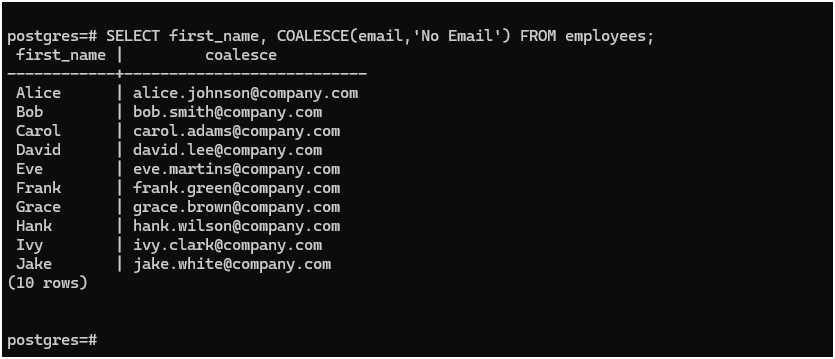 postgres=# SELECT first_name, COALESCE(email,'No Email') FROM employees;
 first_name |         coalesce
------------+---------------------------
 Alice      | alice.johnson@company.com
 Bob        | bob.smith@company.com
 Carol      | carol.adams@company.com
 David      | david.lee@company.com
 Eve        | eve.martins@company.com
 Frank      | frank.green@company.com
 Grace      | grace.brown@company.com
 Hank       | hank.wilson@company.com
 Ivy        | ivy.clark@company.com
 Jake       | jake.white@company.com
(10 rows)
postgres=#